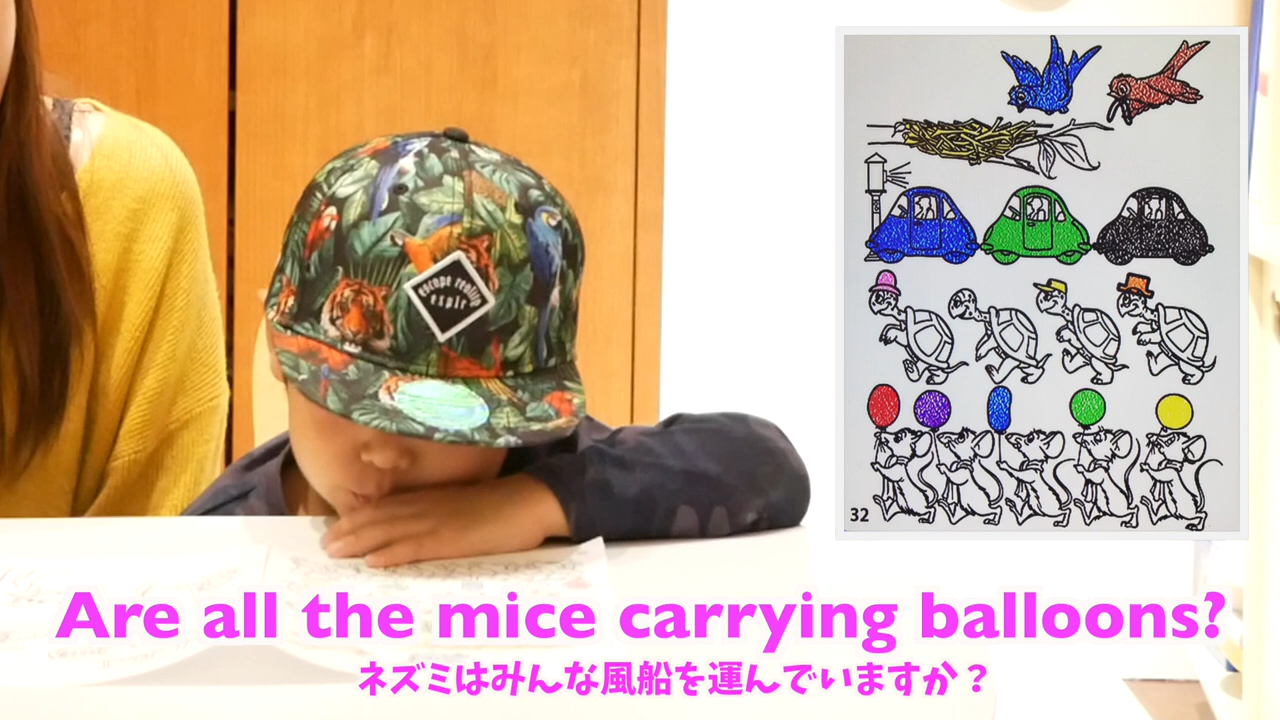 escape reality
explr
32
Are all the mice carrying balloons?
ネズミはみんな風船を運んでいますか？